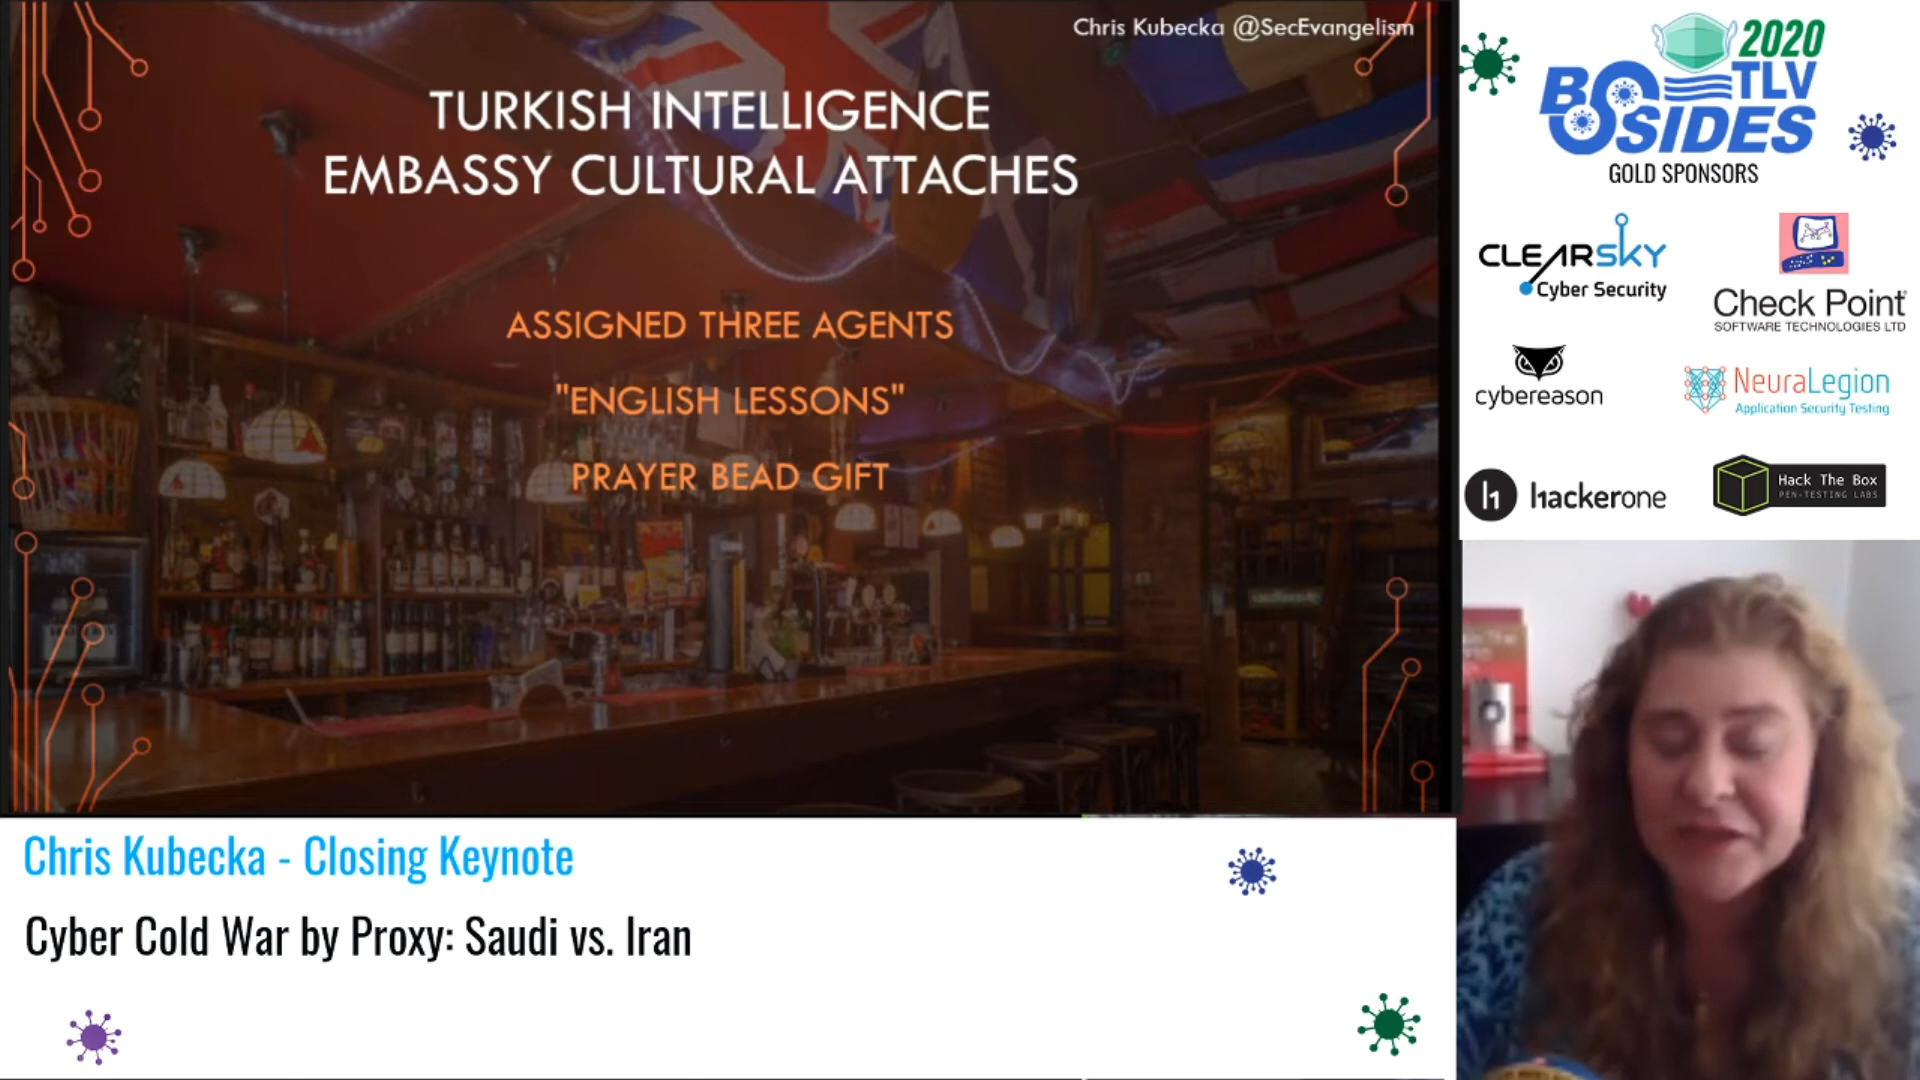 Chris Kubecka @SecEvangelism
TURKISH INTELLIGENCE
EMBASSY CULTURAL ATTACHES
ASSIGNED THREE AGENTS
"ENGLISH LESSONS"
PRAYER BEAD GIFT
Chris Kubecka - Closing Keynote
Cyber Cold War by Proxy: Saudi vs. Iran
2020
BSIDES
TLV
GOLD SPONSORS
CLEARSKY
Cyber Security
Check Point
SOFTWARE TECHNOLOGIES LTD
cybereason
NeuraLegion
Application Security Testing
h1 hackerone
Hack The Box
PEN-TESTING LABS